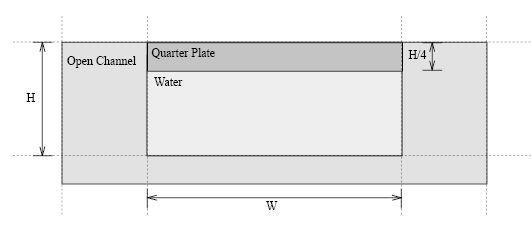 Quarter Plate
H/4
Open Channel
Water
H
W